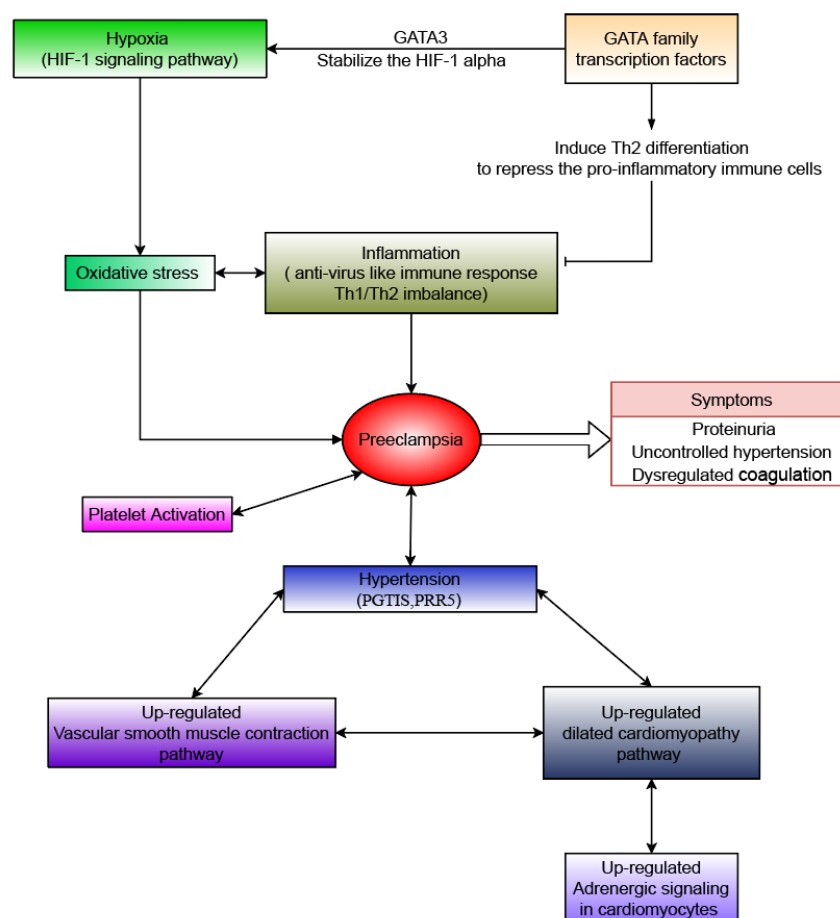 Hypoxia
(HIF-1 signaling pathway)
GATA3
Stabilize the HIF-1 alpha
GATA family
transcription factors
Induce Th2 differentiation
to repress the pro-inflammatory immune cells
Oxidative stress
Inflammation
( anti-virus like immune response
Th1/Th2 imbalance)
Preeclampsia
Symptoms
Proteinuria
Uncontrolled hypertension
Dysregulated coagulation
Platelet Activation
Hypertension
(PGTIS,PRR5)
Up-regulated
Vascular smooth muscle contraction
pathway
Up-regulated
dilated cardiomyopathy
pathway
Up-regulated
Adrenergic signaling
in cardiomyocytes